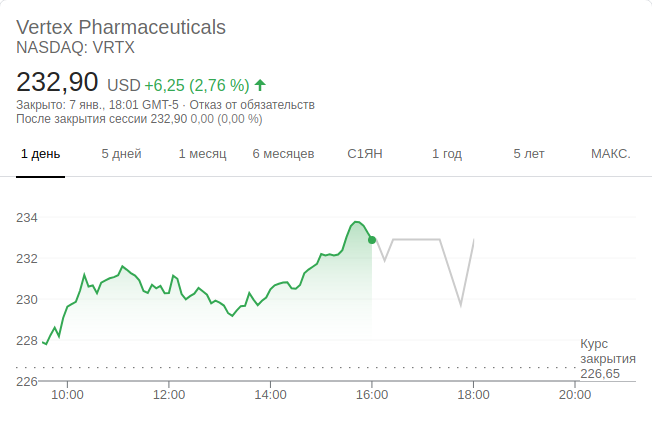 Vertex Pharmaceuticals
NASDAQ: VRTX
232,90 USD +6,25 (2,76 %)
Закрыто: 7 янв., 18:01 GMT-5 · Отказ от обязательств
После закрытия сессии 232,90 0,00 (0,00 %)
1 день 5 дней 1 месяц 6 месяцев С1ЯН 1 год 5 лет МАКС.
234
232
230
228
226
Курс
закрытия
226,65
10:00 12:00 14:00 16:00 18:00 20:00